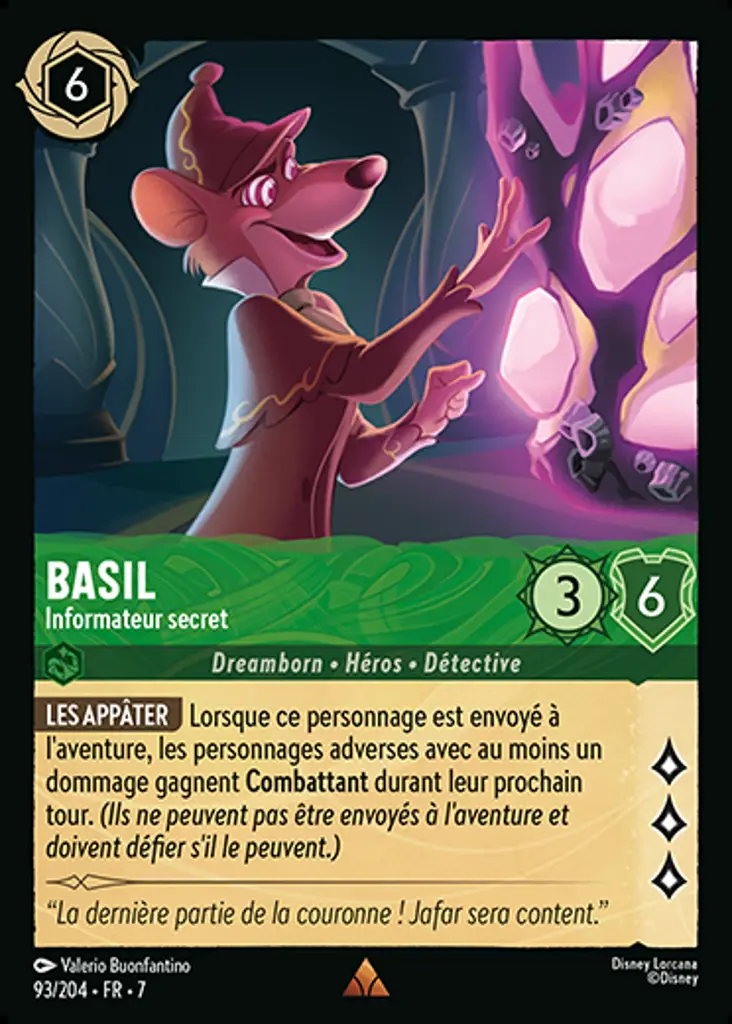 6
BASIL
Informateur secret
3
6
Dreamborn • Héros • Détective
LES APPÂTER Lorsque ce personnage est envoyé à
l'aventure, les personnages adverses avec au moins un
dommage gagnent Combattant durant leur prochain
tour. (Ils ne peuvent pas être envoyés à l'aventure et
doivent défier s'il le peuvent.)
“La dernière partie de la couronne ! Jafar sera content.”
Valerio Buonfantino
93/204 • FR • 7
Disney Lorcana
©Disney